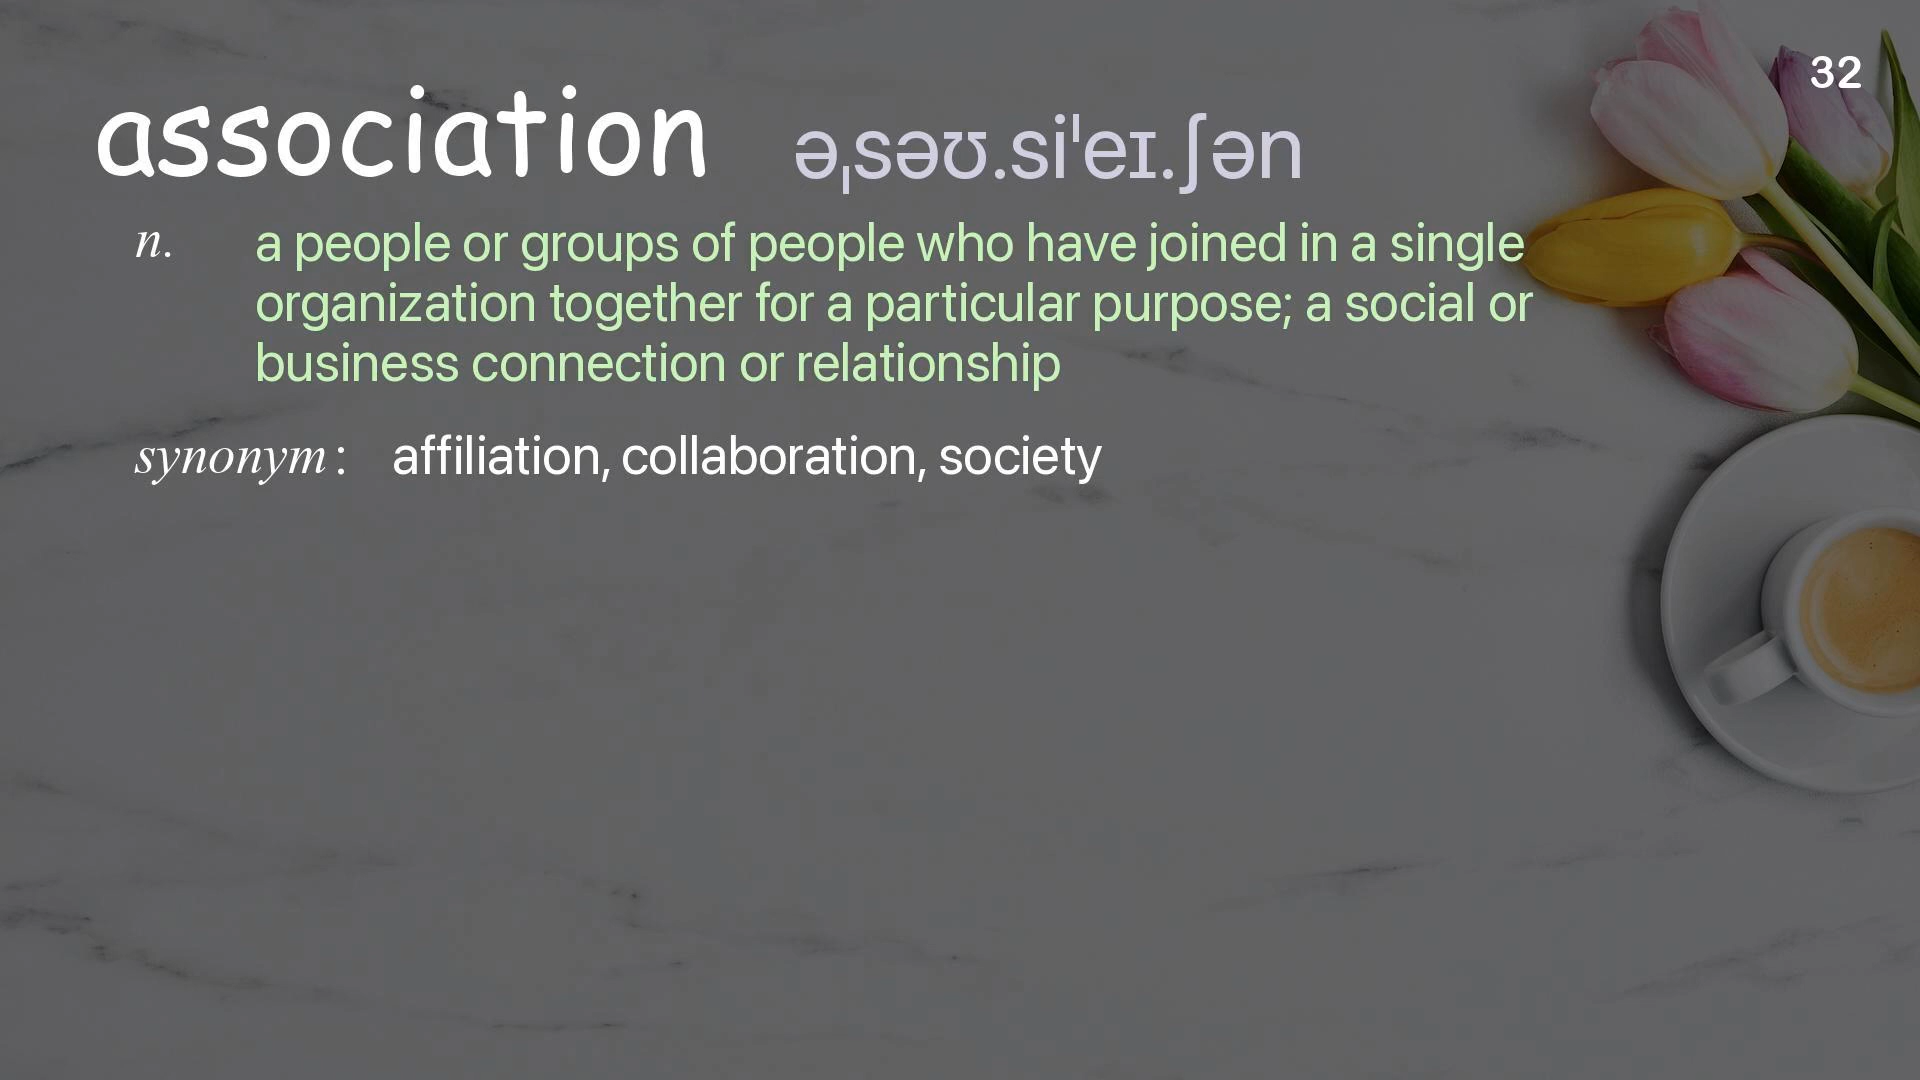 32
association əˌsəʊ.siˈeɪ.ʃən
n. a people or groups of people who have joined in a single
organization together for a particular purpose; a social or
business connection or relationship
synonym: affiliation, collaboration, society